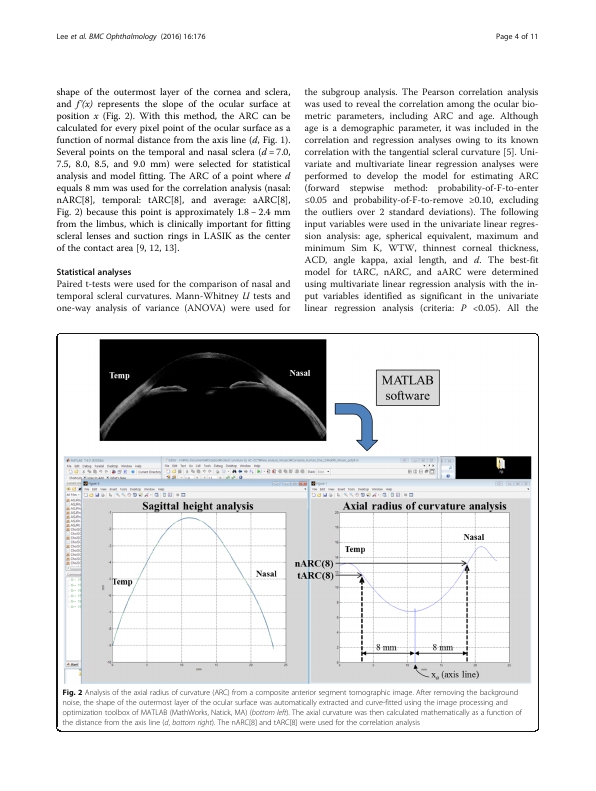 Lee et al. BMC Ophthalmology (2016) 16:176
Page 4 of 11
shape of the outermost layer of the cornea and sclera,
and f'(x) represents the slope of the ocular surface at
position x (Fig. 2). With this method, the ARC can be
calculated for every pixel point of the ocular surface as a
function of normal distance from the axis line (d, Fig. 1).
Several points on the temporal and nasal sclera (d = 7.0,
7.5, 8.0, 8.5, and 9.0 mm) were selected for statistical
analysis and model fitting. The ARC of a point where d
equals 8 mm was used for the correlation analysis (nasal:
nARC[8], temporal: tARC[8], and average: aARC[8],
Fig. 2) because this point is approximately 1.8 – 2.4 mm
from the limbus, which is clinically important for fitting
scleral lenses and suction rings in LASIK as the center
of the contact area [9, 12, 13].
Statistical analyses
Paired t-tests were used for the comparison of nasal and
temporal scleral curvatures. Mann-Whitney U tests and
one-way analysis of variance (ANOVA) were used for
the subgroup analysis. The Pearson correlation analysis
was used to reveal the correlation among the ocular bio-
metric parameters, including ARC and age. Although
age is a demographic parameter, it was included in the
correlation and regression analyses owing to its known
correlation with the tangential scleral curvature [5]. Uni-
variate and multivariate linear regression analyses were
performed to develop the model for estimating ARC
(forward stepwise method: probability-of-F-to-enter
≤0.05 and probability-of-F-to-remove ≥0.10, excluding
the outliers over 2 standard deviations). The following
input variables were used in the univariate linear regres-
sion analysis: age, spherical equivalent, maximum and
minimum Sim K, WTW, thinnest corneal thickness,
ACD, angle kappa, axial length, and d. The best-fit
model for tARC, nARC, and aARC were determined
using multivariate linear regression analysis with the in-
put variables identified as significant in the univariate
linear regression analysis (criteria: P <0.05). All the
Temp
Nasal
MATLAB
software
Sagittal height analysis
Temp
Nasal
Axial radius of curvature analysis
Temp
Nasal
nARC(8)
tARC(8)
8 mm
8 mm
x₀ (axis line)
Fig. 2 Analysis of the axial radius of curvature (ARC) from a composite anterior segment tomographic image. After removing the background
noise, the shape of the outermost layer of the ocular surface was automatically extracted and curve-fitted using the image processing and
optimization toolbox of MATLAB (MathWorks, Natick, MA) (bottom left). The axial curvature was then calculated mathematically as a function of
the distance from the axis line (d, bottom right). The nARC[8] and tARC[8] were used for the correlation analysis